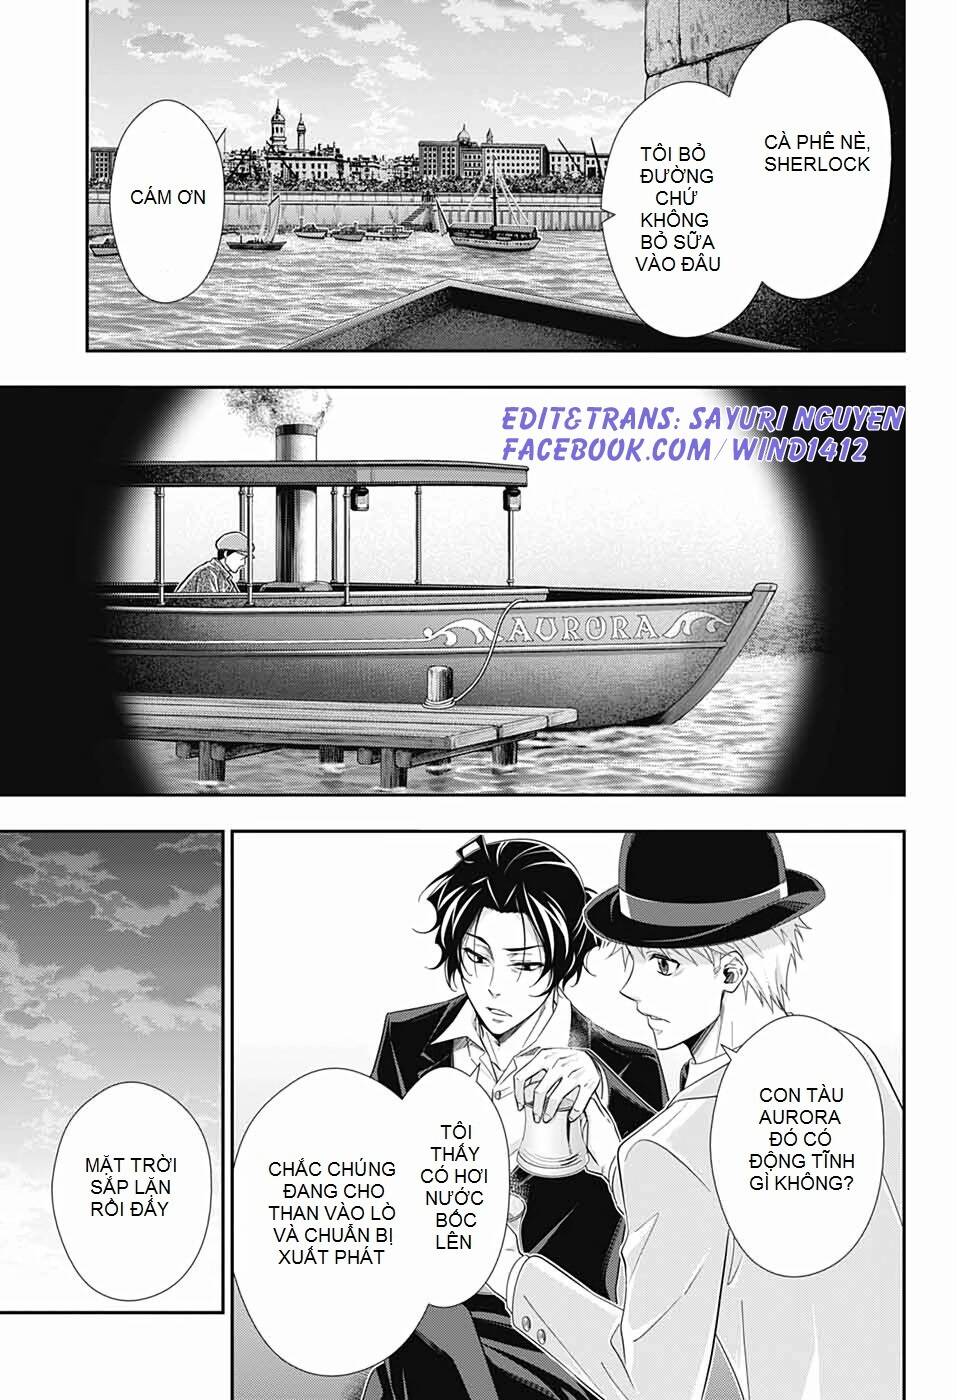 CÀ PHÊ NÈ,
SHERLOCK
TÔI BỎ
ĐƯỜNG
CHỨ
KHÔNG
BỎ SỮA
VÀO ĐÂU
CÁM ƠN
EDIT&TRANS: SAYURI NGUYEN
FACEBOOK.COM/WIND1412
AURORA
CON TÀU
AURORA
ĐÓ CÓ
ĐỘNG TĨNH
GÌ KHÔNG?
TÔI
THẤY
CÓ HƠI
NƯỚC
BỐC
LÊN
CHẮC CHÚNG
ĐANG CHO
THAN VÀO LÒ
VÀ CHUẨN BỊ
XUẤT PHÁT
MẶT TRỜI
SẮP LẶN
RỒI ĐẤY